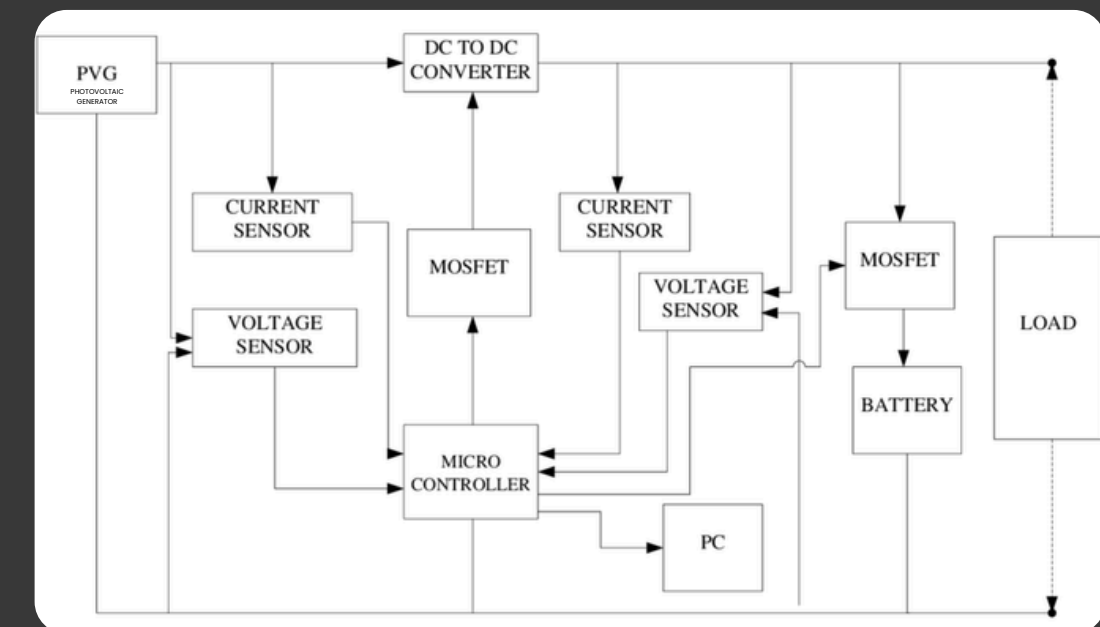 PVG
PHOTOVOLTAIC
GENERATOR
DC TO DC
CONVERTER
CURRENT
SENSOR
CURRENT
SENSOR
MOSFET
MOSFET
VOLTAGE
SENSOR
VOLTAGE
SENSOR
LOAD
BATTERY
MICRO
CONTROLLER
PC